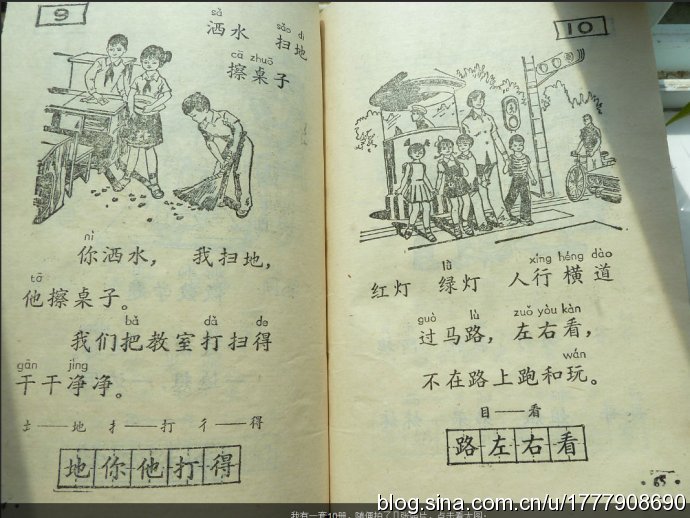 9
sǎ sǎo di
洒水 扫地
cā zhuō
擦桌子
nǐ
你洒水， 我扫地，
tā
他擦桌子。
bǎ dǎ de
我们把教室打扫得
gān jìng
干干净净。
土——地 扌——打 彳——得
地你他打得
10
lǜ xíng héng dào
红灯 绿灯 人行横道
guò lù zuǒ yòu kàn
过马路，左右看，
wán
不在路上跑和玩。
目——看
路左右看
65
blog.sina.com.cn/u/1777908690